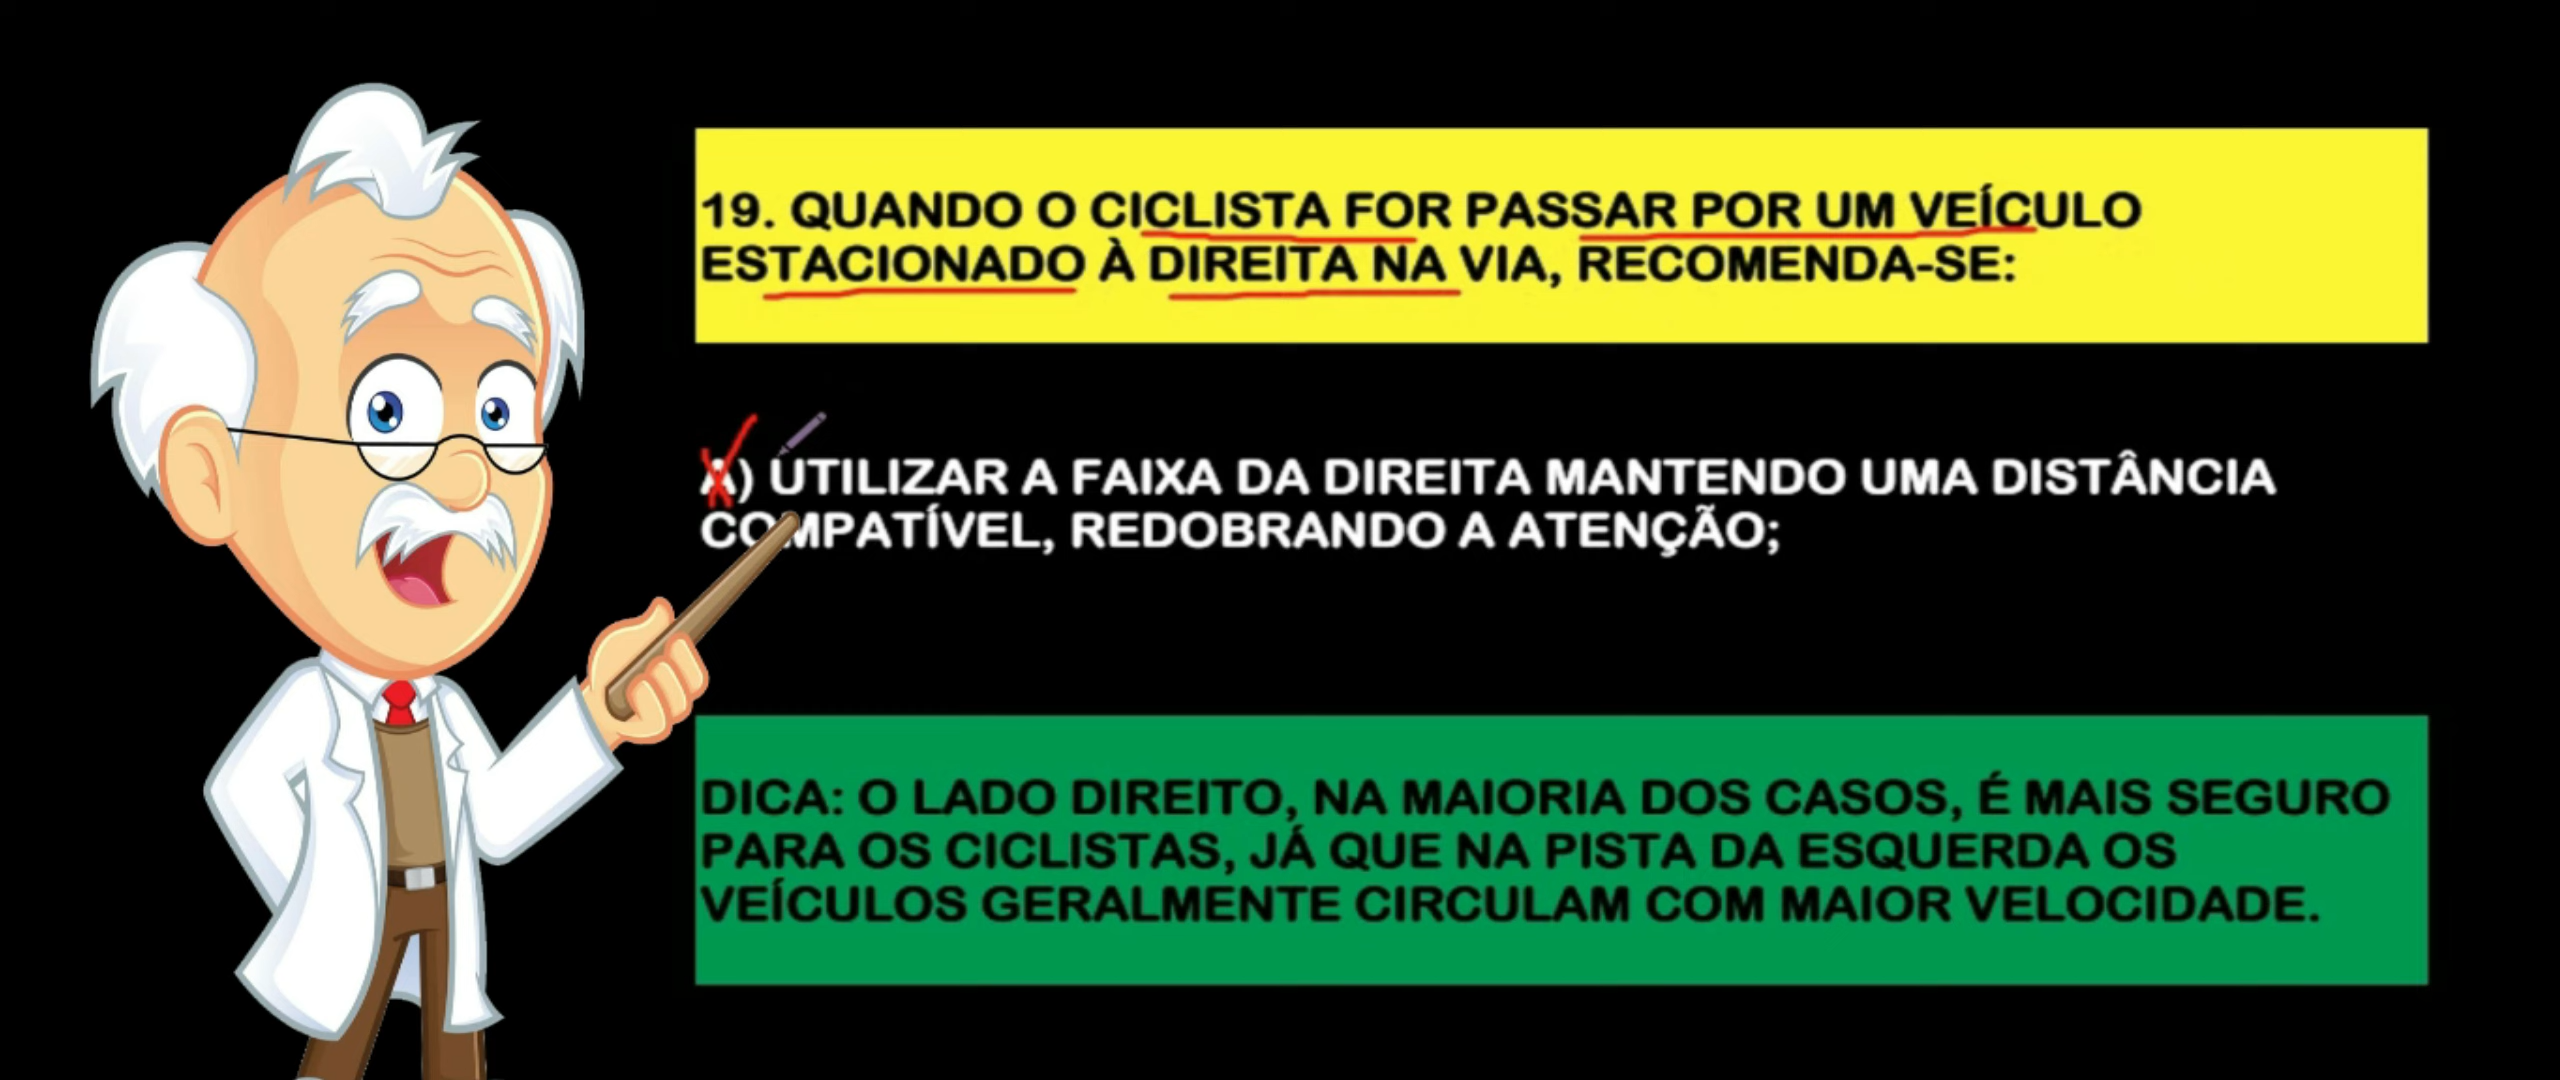 19. QUANDO O CICLISTA FOR PASSAR POR UM VEÍCULO
ESTACIONADO À DIREITA NA VIA, RECOMENDA-SE:
A) UTILIZAR A FAIXA DA DIREITA MANTENDO UMA DISTÂNCIA
COMPATÍVEL, REDOBRANDO A ATENÇÃO;
DICA: O LADO DIREITO, NA MAIORIA DOS CASOS, É MAIS SEGURO
PARA OS CICLISTAS, JÁ QUE NA PISTA DA ESQUERDA OS
VEÍCULOS GERALMENTE CIRCULAM COM MAIOR VELOCIDADE.